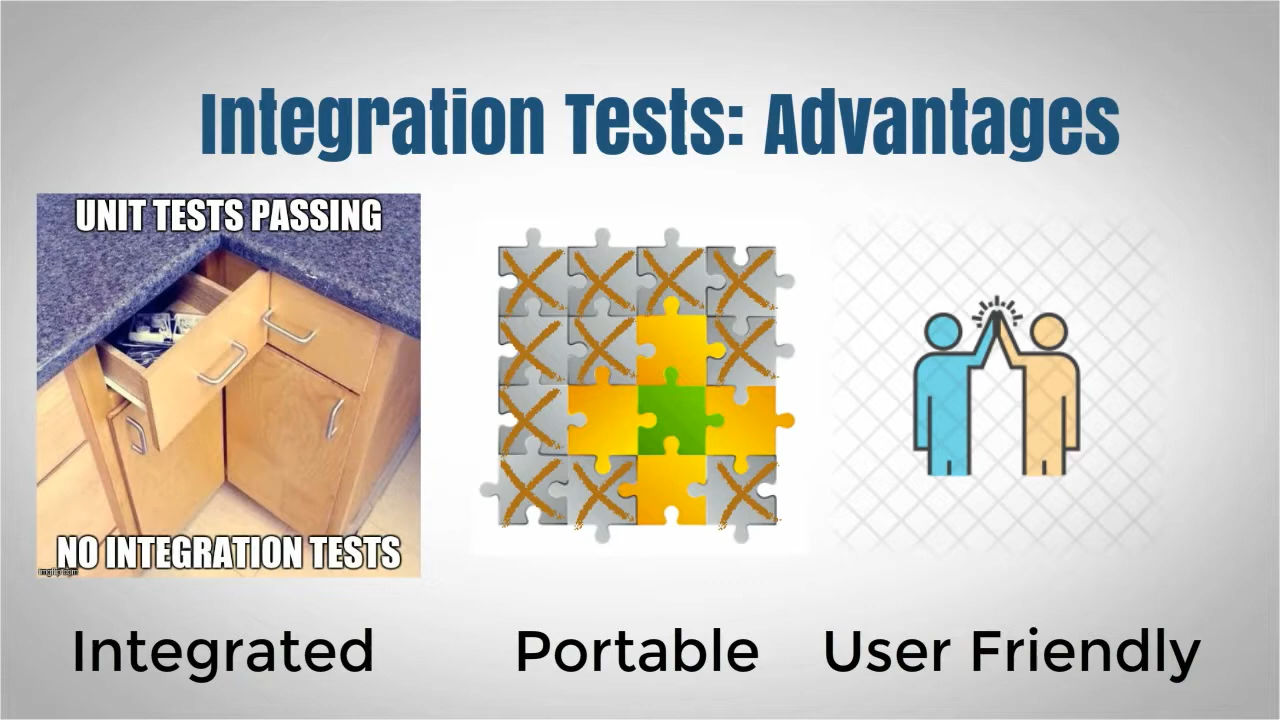 Integration Tests: Advantages
UNIT TESTS PASSING
NO INTEGRATION TESTS
Integrated
Portable
User Friendly